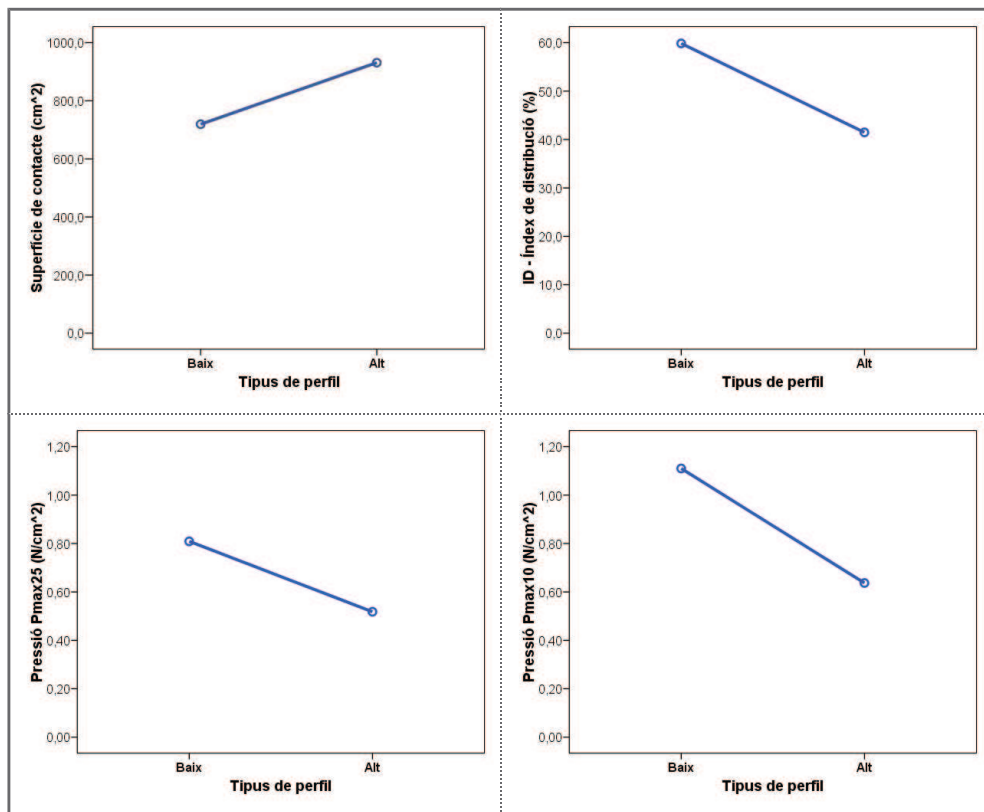 Superfície de contacte (cm^2)
1000,0
800,0
600,0
400,0
200,0
0,0
Baix Alt
Tipus de perfil
ID - Índex de distribució (%)
60,0
50,0
40,0
30,0
20,0
10,0
0,0
Baix Alt
Tipus de perfil
Pressió Pmax25 (N/cm^2)
1,20
1,00
0,80
0,60
0,40
0,20
0,00
Baix Alt
Tipus de perfil
Pressió Pmax10 (N/cm^2)
1,20
1,00
0,80
0,60
0,40
0,20
0,00
Baix Alt
Tipus de perfil